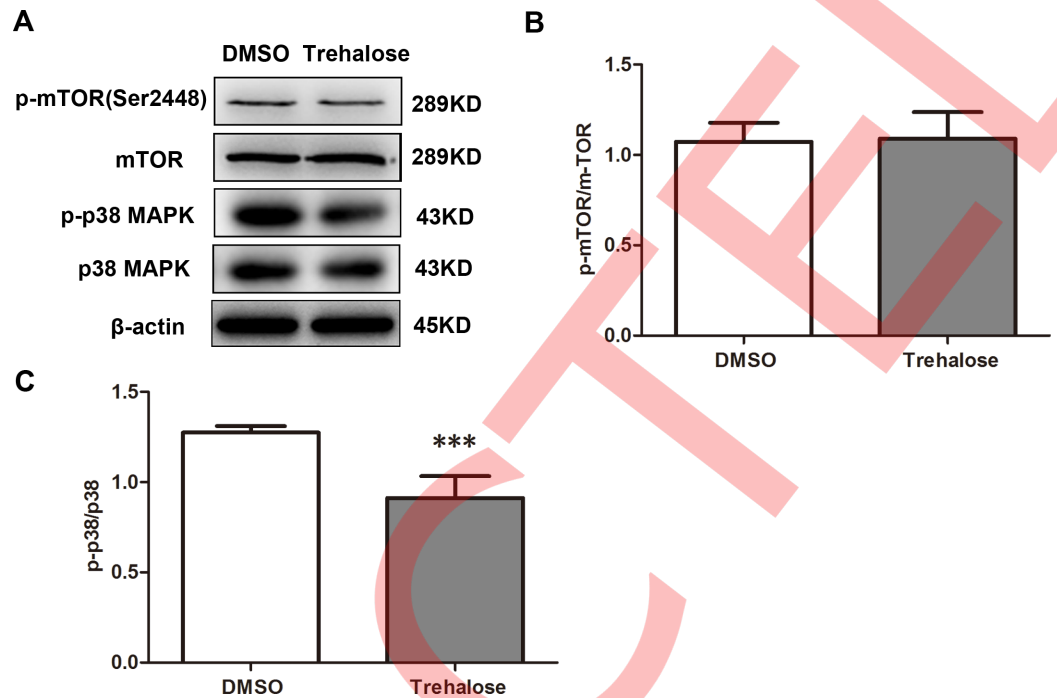 A
DMSO Trehalose
p-mTOR(Ser2448) 289KD
mTOR 289KD
p-p38 MAPK 43KD
p38 MAPK 43KD
β-actin 45KD
B
p-mTOR/m-TOR
1.5
1.0
0.5
0.0
DMSO Trehalose
C
p-p38/p38
1.5
1.0
0.5
0.0
***
DMSO Trehalose